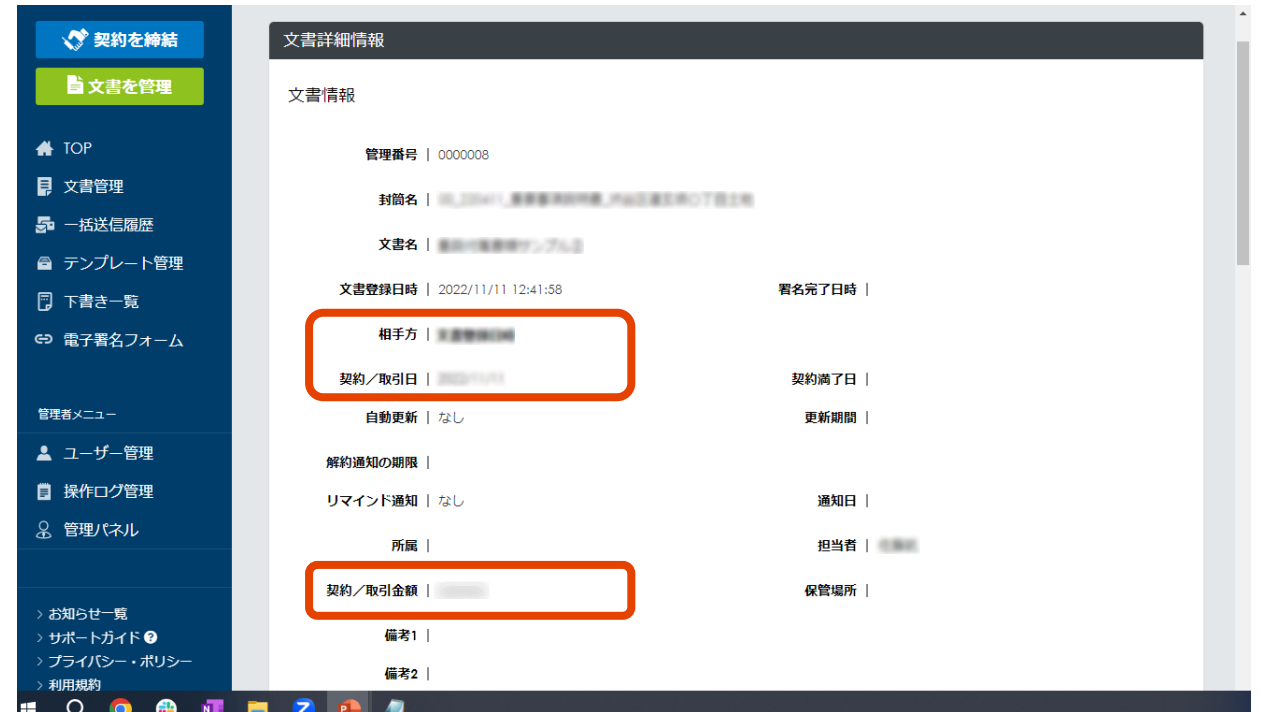 契約を締結
文書を管理
TOP
文書管理
一括送信履歴
テンプレート管理
下書き一覧
電子署名フォーム
管理者メニュー
ユーザー管理
操作ログ管理
管理パネル
> お知らせ一覧
> サポートガイド ?
> プライバシー・ポリシー
> 利用規約
文書詳細情報
文書情報
管理番号 | 0000008
封筒名 |
文書名 |
文書登録日時 | 2022/11/11 12:41:58 署名完了日時 |
相手方 |
契約/取引日 | 契約満了日 |
自動更新 | なし 更新期間 |
解約通知の期限 |
リマインド通知 | なし 通知日 |
所属 | 担当者 |
契約/取引金額 | 保管場所 |
備考1 |
備考2 |